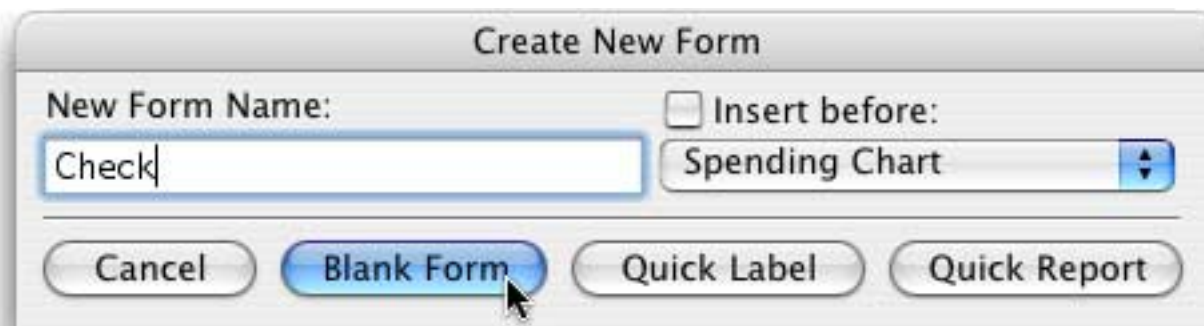 Create New Form
New Form Name:
Insert before:
Check
Spending Chart
Cancel
Blank Form
Quick Label
Quick Report